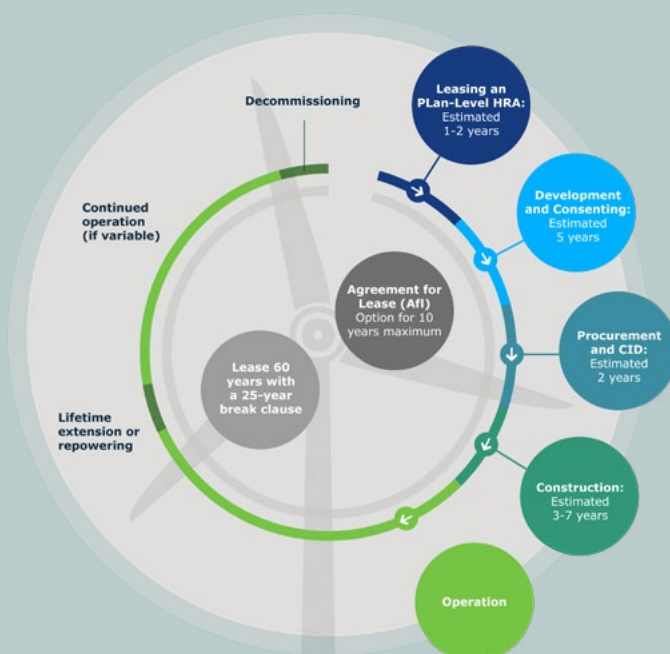 Leasing an
PLan-Level HRA:
Estimated
1-2 years
Decommissioning
Development
and Consenting:
Estimated
5 years
Continued
operation
(if variable)
Agreement for
Lease (Afl)
Option for 10
years maximum
Procurement
and CID:
Estimated
2 years
Lease 60
years with
a 25-year
break clause
Lifetime
extension or
repowering
Construction:
Estimated
3-7 years
Operation